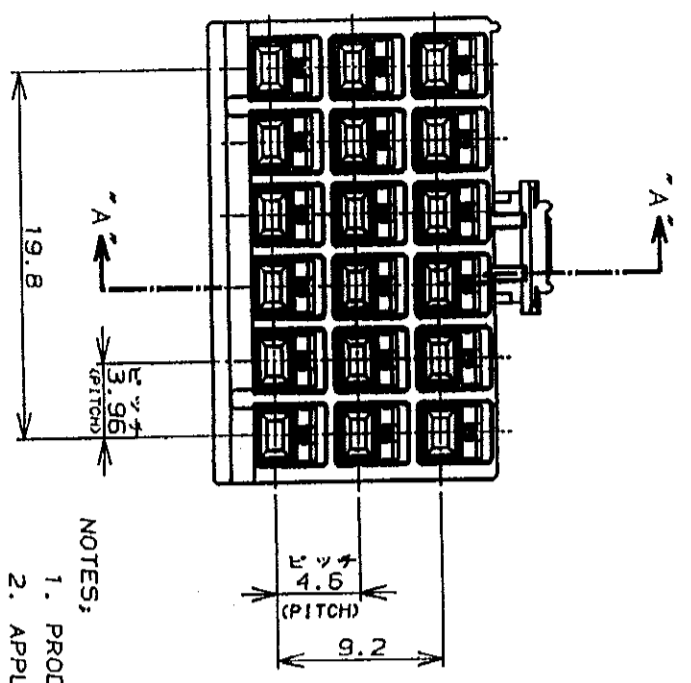 "A"
"A"
19.8
ピッチ
3.96
(PITCH)
ピッチ
4.6
(PITCH)
9.2
NOTES;
1. PROD
2. APPL